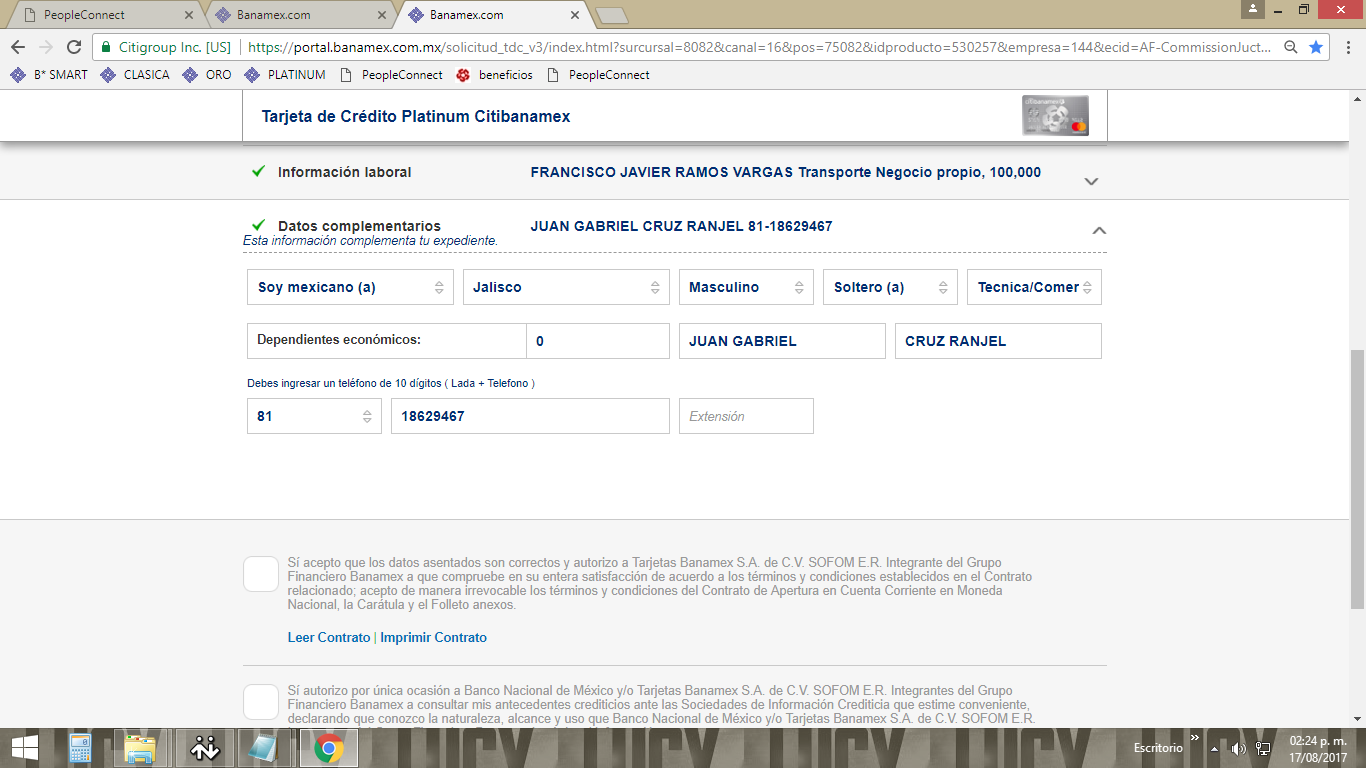 PeopleConnect
Banamex.com
Banamex.com
Citigroup Inc. [US]
https://portal.banamex.com.mx/solicitud_tdc_v3/index.html?surcursal=8082&canal=16&pos=75082&idproducto=530257&empresa=144&ecid=AF-CommissionJuct...
B* SMART CLASICA ORO PLATINUM PeopleConnect beneficios PeopleConnect
Tarjeta de Crédito Platinum Citibanamex
Información laboral FRANCISCO JAVIER RAMOS VARGAS Transporte Negocio propio, 100,000
Datos complementarios JUAN GABRIEL CRUZ RANJEL 81-18629467
Esta información complementa tu expediente.
Soy mexicano (a) Jalisco Masculino Soltero (a) Tecnica/Comer
Dependientes económicos: 0 JUAN GABRIEL CRUZ RANJEL
Debes ingresar un teléfono de 10 dígitos ( Lada + Telefono )
81 18629467 Extensión
Sí acepto que los datos asentados son correctos y autorizo a Tarjetas Banamex S.A. de C.V. SOFOM E.R. Integrante del Grupo
Financiero Banamex a que compruebe en su entera satisfacción de acuerdo a los términos y condiciones establecidos en el Contrato
relacionado; acepto de manera irrevocable los términos y condiciones del Contrato de Apertura en Cuenta Corriente en Moneda
Nacional, la Carátula y el Folleto anexos.
Leer Contrato | Imprimir Contrato
Sí autorizo por única ocasión a Banco Nacional de México y/o Tarjetas Banamex S.A. de C.V. SOFOM E.R. Integrantes del Grupo
Financiero Banamex a consultar mis antecedentes crediticios ante las Sociedades de Información Crediticia que estime conveniente,
declarando que conozco la naturaleza, alcance y uso que Banco Nacional de México y/o Tarjetas Banamex S.A. de C.V. SOFOM E.R.
Escritorio
02:24 p. m.
17/08/2017